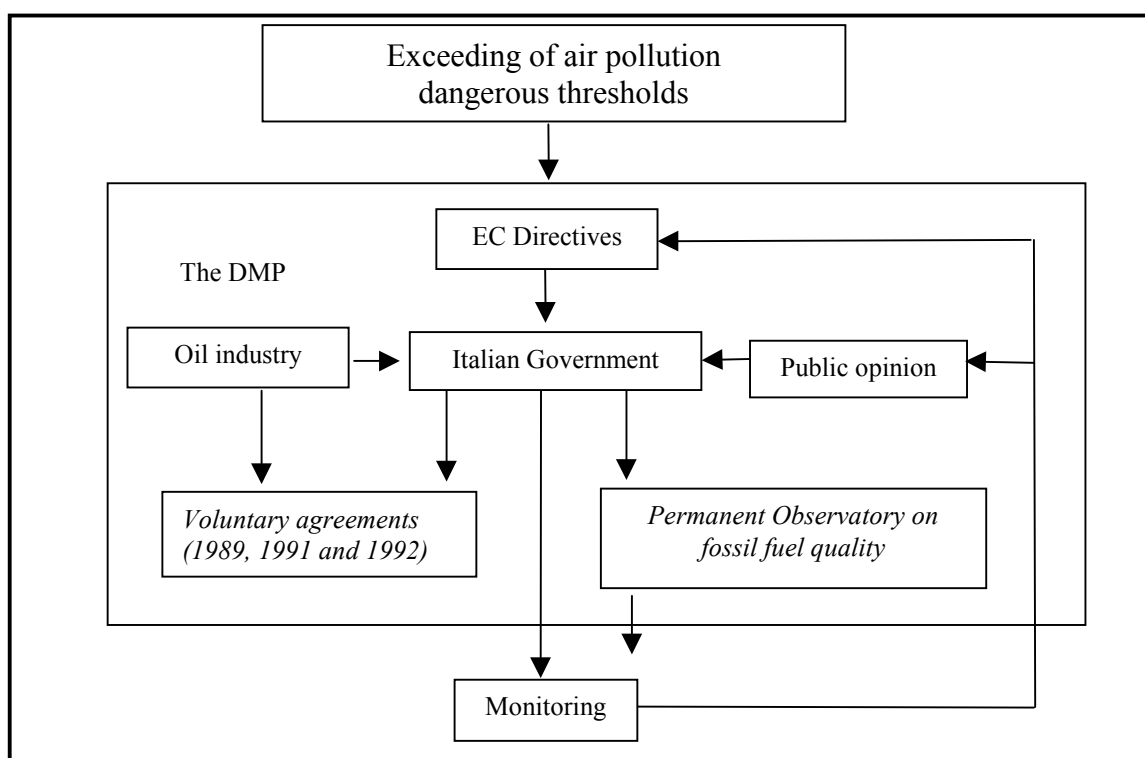 Exceeding of air pollution
dangerous thresholds
EC Directives
The DMP
Oil industry
Italian Government
Public opinion
Voluntary agreements
(1989, 1991 and 1992)
Permanent Observatory on
fossil fuel quality
Monitoring